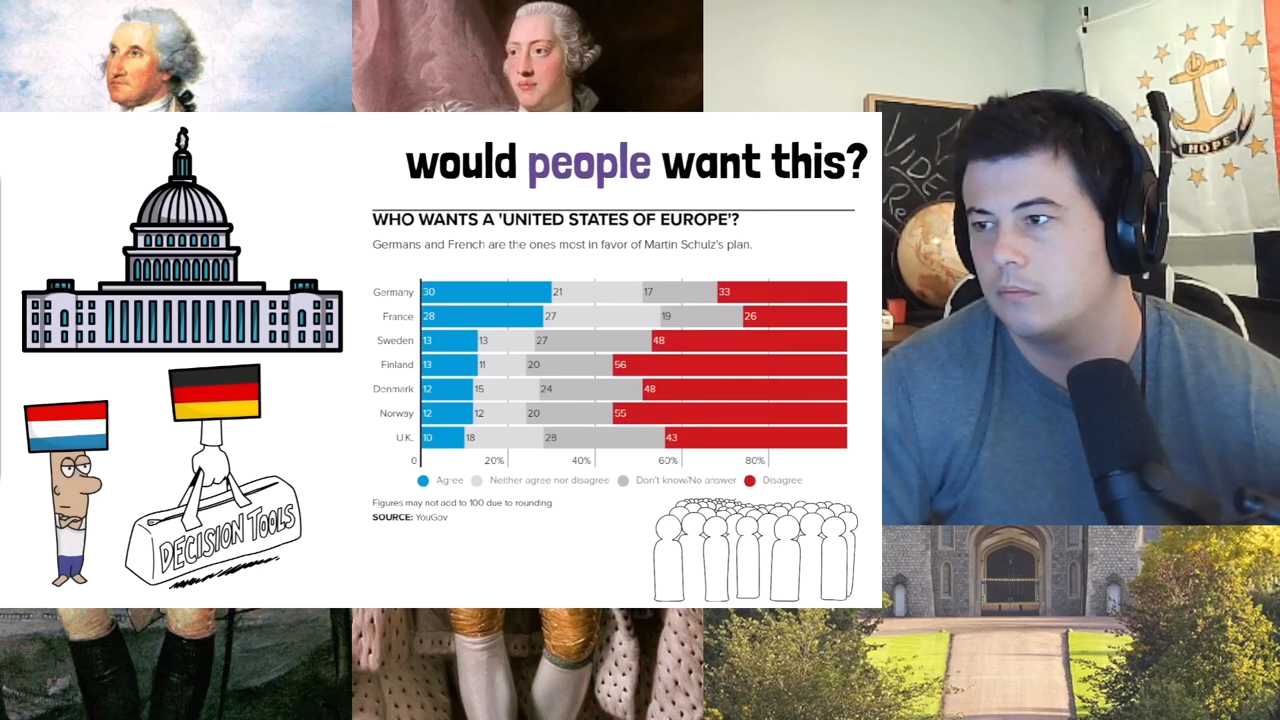 would people want this?
WHO WANTS A 'UNITED STATES OF EUROPE'?
Germans and French are the ones most in favor of Martin Schulz's plan.
Germany 30 21 17 33
France 28 27 19 26
Sweden 13 13 27 48
Finland 13 11 20 56
Denmark 12 15 24 48
Norway 12 12 20 55
U.K. 10 18 28 43
0 20% 40% 60% 80%
Agree Neither agree nor disagree Don't know/No answer Disagree
Figures may not add to 100 due to rounding
SOURCE: YouGov
DECISION TOOLS
HOPE
VIDEO
Re